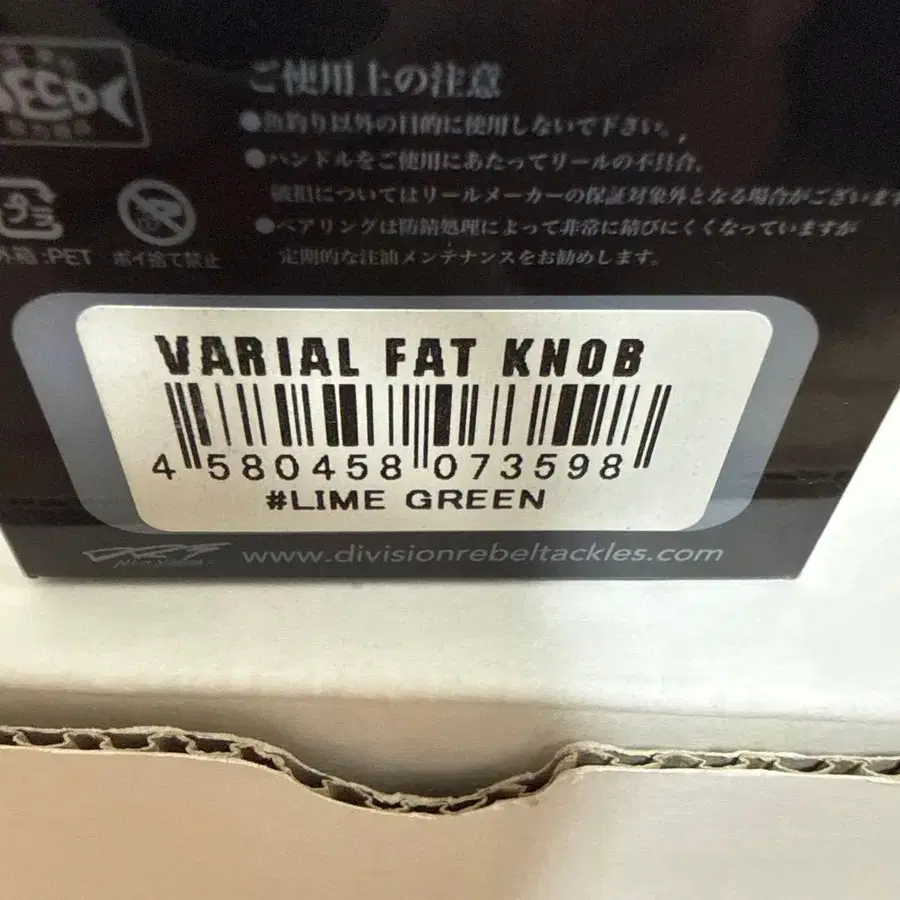 ECO
ご使用上の注意
●魚釣り以外の目的に使用しないで下さい。
●ハンドルをご使用にあたってリールの不具合、
破損についてはリールメーカーの保証対象外となる場合がございます
●ベアリングは防錆処理によって非常に錆びにくくなっていますが
定期的な注油メンテナンスをお勧めします。
プラ
外箱:PET
ポイ捨て禁止
VARIAL FAT KNOB
4 580458 073598
#LIME GREEN
DRT
www.divisionrebeltackles.com